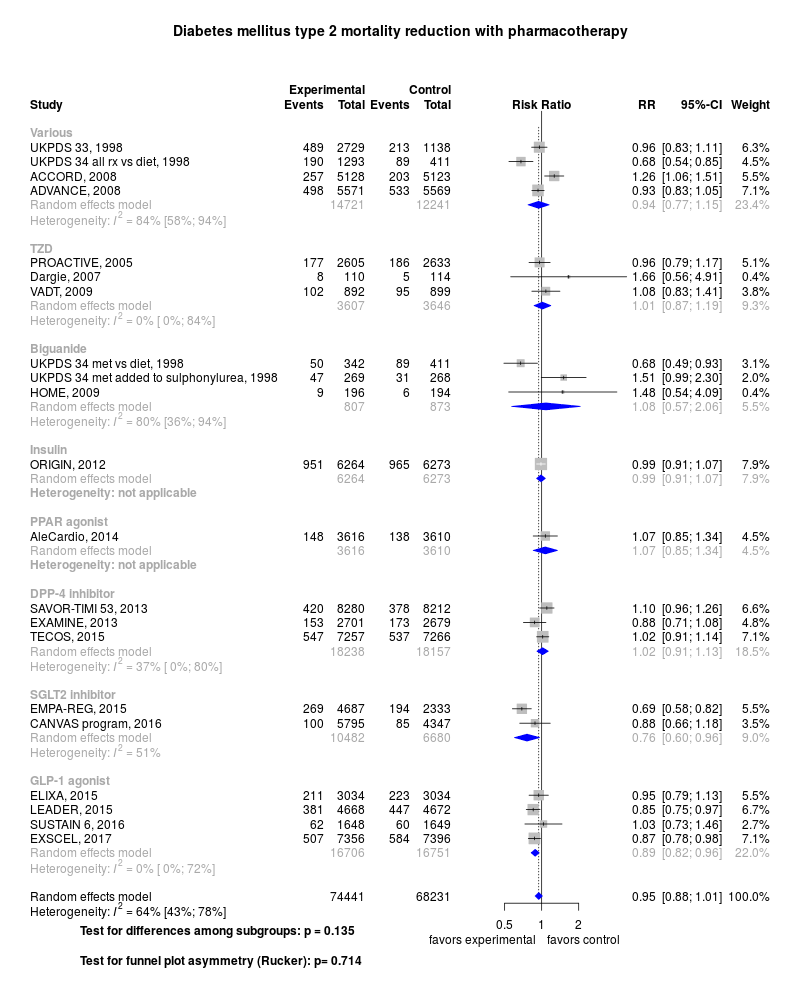 Diabetes mellitus type 2 mortality reduction with pharmacotherapy
Experimental Control
Study Events Total Events Total Risk Ratio RR 95%-CI Weight
Various
UKPDS 33, 1998 489 2729 213 1138 0.96 [0.83; 1.11] 6.3%
UKPDS 34 all rx vs diet, 1998 190 1293 89 411 0.68 [0.54; 0.85] 4.5%
ACCORD, 2008 257 5128 203 5123 1.26 [1.06; 1.51] 5.5%
ADVANCE, 2008 498 5571 533 5569 0.93 [0.83; 1.05] 7.1%
Random effects model 14721 12241 0.94 [0.77; 1.15] 23.4%
Heterogeneity: I² = 84% [58%; 94%]
TZD
PROACTIVE, 2005 177 2605 186 2633 0.96 [0.79; 1.17] 5.1%
Dargie, 2007 8 110 5 114 1.66 [0.56; 4.91] 0.4%
VADT, 2009 102 892 95 899 1.08 [0.83; 1.41] 3.8%
Random effects model 3607 3646 1.01 [0.87; 1.19] 9.3%
Heterogeneity: I² = 0% [ 0%; 84%]
Biguanide
UKPDS 34 met vs diet, 1998 50 342 89 411 0.68 [0.49; 0.93] 3.1%
UKPDS 34 met added to sulphonylurea, 1998 47 269 31 268 1.51 [0.99; 2.30] 2.0%
HOME, 2009 9 196 6 194 1.48 [0.54; 4.09] 0.4%
Random effects model 807 873 1.08 [0.57; 2.06] 5.5%
Heterogeneity: I² = 80% [36%; 94%]
Insulin
ORIGIN, 2012 951 6264 965 6273 0.99 [0.91; 1.07] 7.9%
Random effects model 6264 6273 0.99 [0.91; 1.07] 7.9%
Heterogeneity: not applicable
PPAR agonist
AleCardio, 2014 148 3616 138 3610 1.07 [0.85; 1.34] 4.5%
Random effects model 3616 3610 1.07 [0.85; 1.34] 4.5%
Heterogeneity: not applicable
DPP-4 inhibitor
SAVOR-TIMI 53, 2013 420 8280 378 8212 1.10 [0.96; 1.26] 6.6%
EXAMINE, 2013 153 2701 173 2679 0.88 [0.71; 1.08] 4.8%
TECOS, 2015 547 7257 537 7266 1.02 [0.91; 1.14] 7.1%
Random effects model 18238 18157 1.02 [0.91; 1.13] 18.5%
Heterogeneity: I² = 37% [ 0%; 80%]
SGLT2 inhibitor
EMPA-REG, 2015 269 4687 194 2333 0.69 [0.58; 0.82] 5.5%
CANVAS program, 2016 100 5795 85 4347 0.88 [0.66; 1.18] 3.5%
Random effects model 10482 6680 0.76 [0.60; 0.96] 9.0%
Heterogeneity: I² = 51%
GLP-1 agonist
ELIXA, 2015 211 3034 223 3034 0.95 [0.79; 1.13] 5.5%
LEADER, 2015 381 4668 447 4672 0.85 [0.75; 0.97] 6.7%
SUSTAIN 6, 2016 62 1648 60 1649 1.03 [0.73; 1.46] 2.7%
EXSCEL, 2017 507 7356 584 7396 0.87 [0.78; 0.98] 7.1%
Random effects model 16706 16751 0.89 [0.82; 0.96] 22.0%
Heterogeneity: I² = 0% [ 0%; 72%]
Random effects model 74441 68231 0.95 [0.88; 1.01] 100.0%
Heterogeneity: I² = 64% [43%; 78%]
0.5 1 2
Test for differences among subgroups: p = 0.135
favors experimental favors control
Test for funnel plot asymmetry (Rucker): p= 0.714